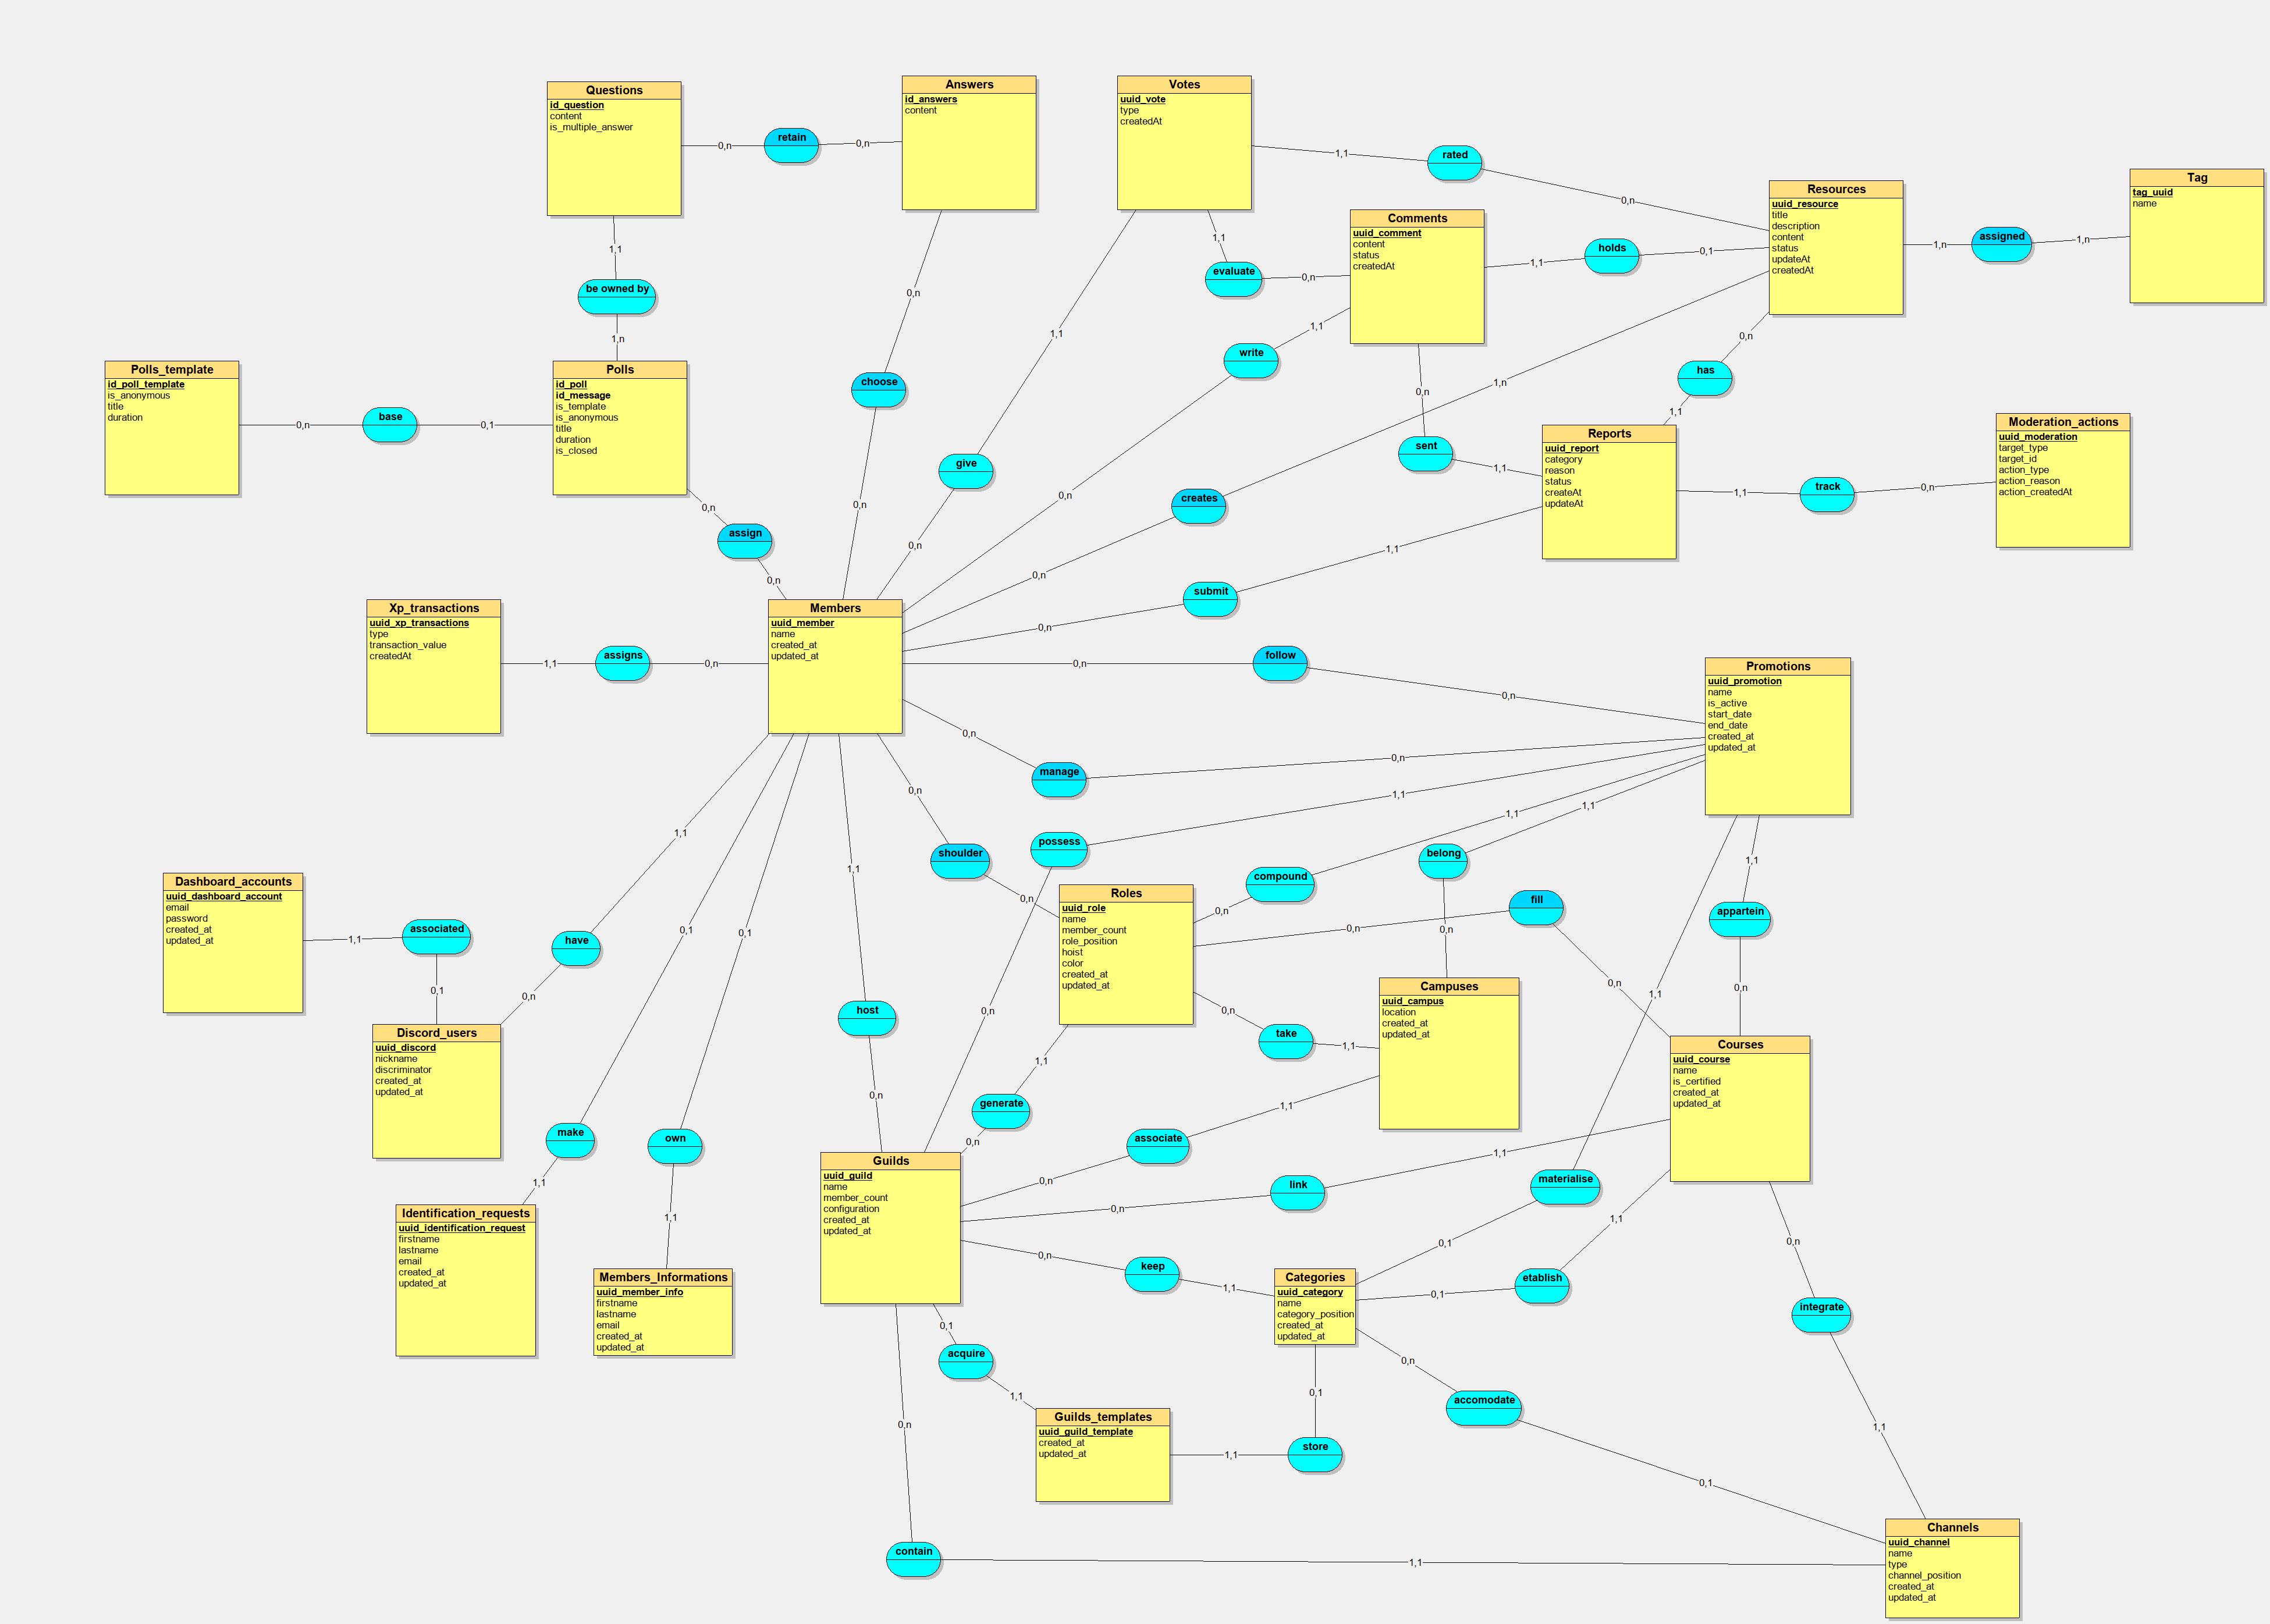 Questions
id_question
content
is_multiple_answer
0,n
retain
0,n
Answers
id_answers
content
Votes
uuid_vote
type
createdAt
1,1
rated
0,n
Resources
uuid_resource
title
description
content
status
updateAt
createdAt
1,n
assigned
1,n
Tag
tag_uuid
name
Comments
uuid_comment
content
status
createdAt
1,1
holds
0,1
1,1
evaluate
0,n
1,1
be owned by
1,n
0,n
choose
0,n
1,1
give
0,n
1,1
write
0,n
1,n
creates
0,n
0,n
sent
1,1
0,n
has
1,1
Polls_template
id_poll_template
is_anonymous
title
duration
0,n
base
0,1
Polls
id_poll
id_message
is_template
is_anonymous
title
duration
is_closed
0,n
assign
0,n
Reports
uuid_report
category
reason
status
createAt
updateAt
1,1
track
0,n
Moderation_actions
uuid_moderation
target_type
target_id
action_type
action_reason
action_createdAt
1,1
submit
0,n
Xp_transactions
uuid_xp_transactions
type
transaction_value
createdAt
1,1
assigns
0,n
Members
uuid_member
name
created_at
updated_at
0,n
follow
0,n
Promotions
uuid_promotion
name
is_active
start_date
end_date
created_at
updated_at
0,n
manage
0,n
0,n
shoulder
0,n
1,1
possess
0,n
1,1
compound
0,n
1,1
belong
0,n
1,1
appartein
0,n
1,1
have
0,n
0,1
make
1,1
0,1
own
1,1
1,1
host
0,n
Dashboard_accounts
uuid_dashboard_account
email
password
created_at
updated_at
1,1
associated
0,1
Discord_users
uuid_discord
nickname
discriminator
created_at
updated_at
Roles
uuid_role
name
member_count
role_position
hoist
color
created_at
updated_at
0,n
fill
0,n
0,n
take
1,1
Campuses
uuid_campus
location
created_at
updated_at
1,1
generate
0,n
Courses
uuid_course
name
is_certified
created_at
updated_at
1,1
materialise
0,1
1,1
associate
0,n
1,1
link
0,n
1,1
etablish
0,1
0,n
integrate
1,1
Guilds
uuid_guild
name
member_count
configuration
created_at
updated_at
0,n
keep
1,1
Identification_requests
uuid_identification_request
firstname
lastname
email
created_at
updated_at
Members_Informations
uuid_member_info
firstname
lastname
email
created_at
updated_at
Categories
uuid_category
name
category_position
created_at
updated_at
0,n
accomodate
0,1
0,1
acquire
1,1
Guilds_templates
uuid_guild_template
created_at
updated_at
1,1
store
0,1
0,n
contain
1,1
Channels
uuid_channel
name
type
channel_position
created_at
updated_at